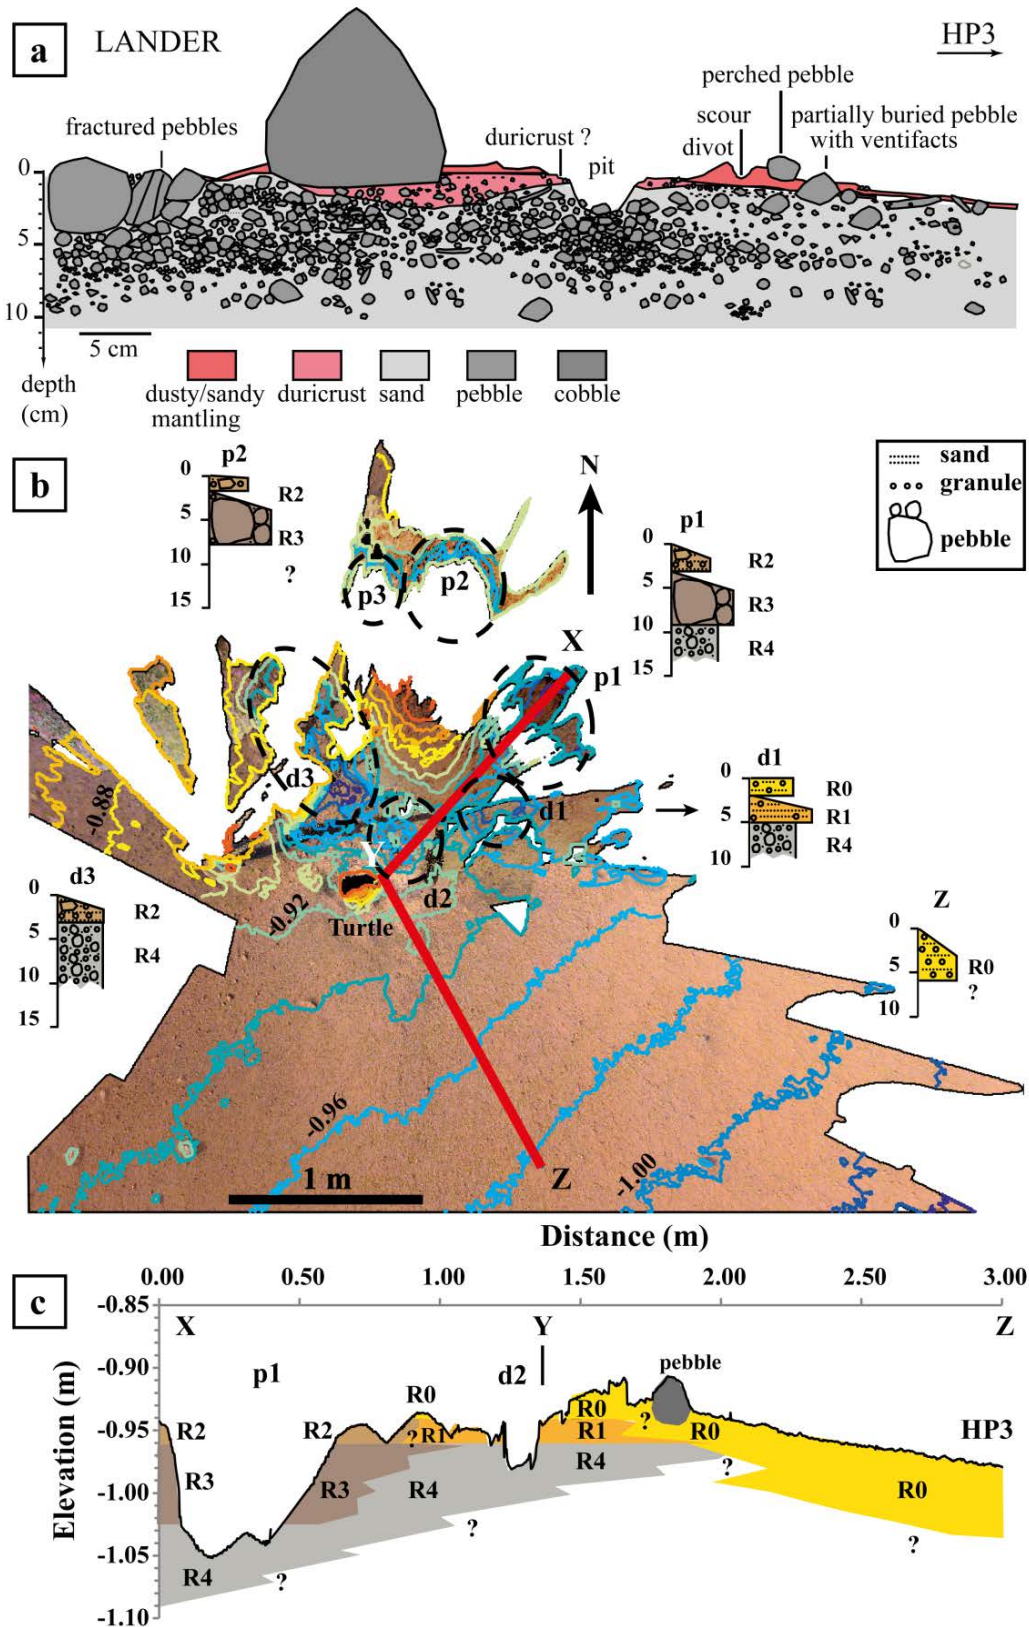 a
LANDER
HP3
perched pebble
fractured pebbles
scour
partially buried pebble
with ventifacts
duricrust ?
divot
pit
0
5
10
5 cm
depth
(cm)
dusty/sandy
mantling
duricrust
sand
pebble
cobble
b
p2
0
5
10
15
R2
R3
?
N
sand
granule
pebble
p1
0
5
10
15
R2
R3
R4
p3
p2
X
p1
d3
d1
Y
d2
Turtle
-0.88
-0.92
-0.96
-1.00
d1
0
5
10
R0
R1
R4
d3
0
5
10
15
R2
R4
Z
0
5
10
R0
?
1 m
Z
Distance (m)
c
0.00 0.50 1.00 1.50 2.00 2.50 3.00
Elevation (m)
-0.85
-0.90
-0.95
-1.00
-1.05
-1.10
X
Y
Z
p1
d2
pebble
HP3
R2
R3
R4
R2
R3
R0
?
R1
R4
?
?
R0
R1
R4
?
R0
?
R0
?